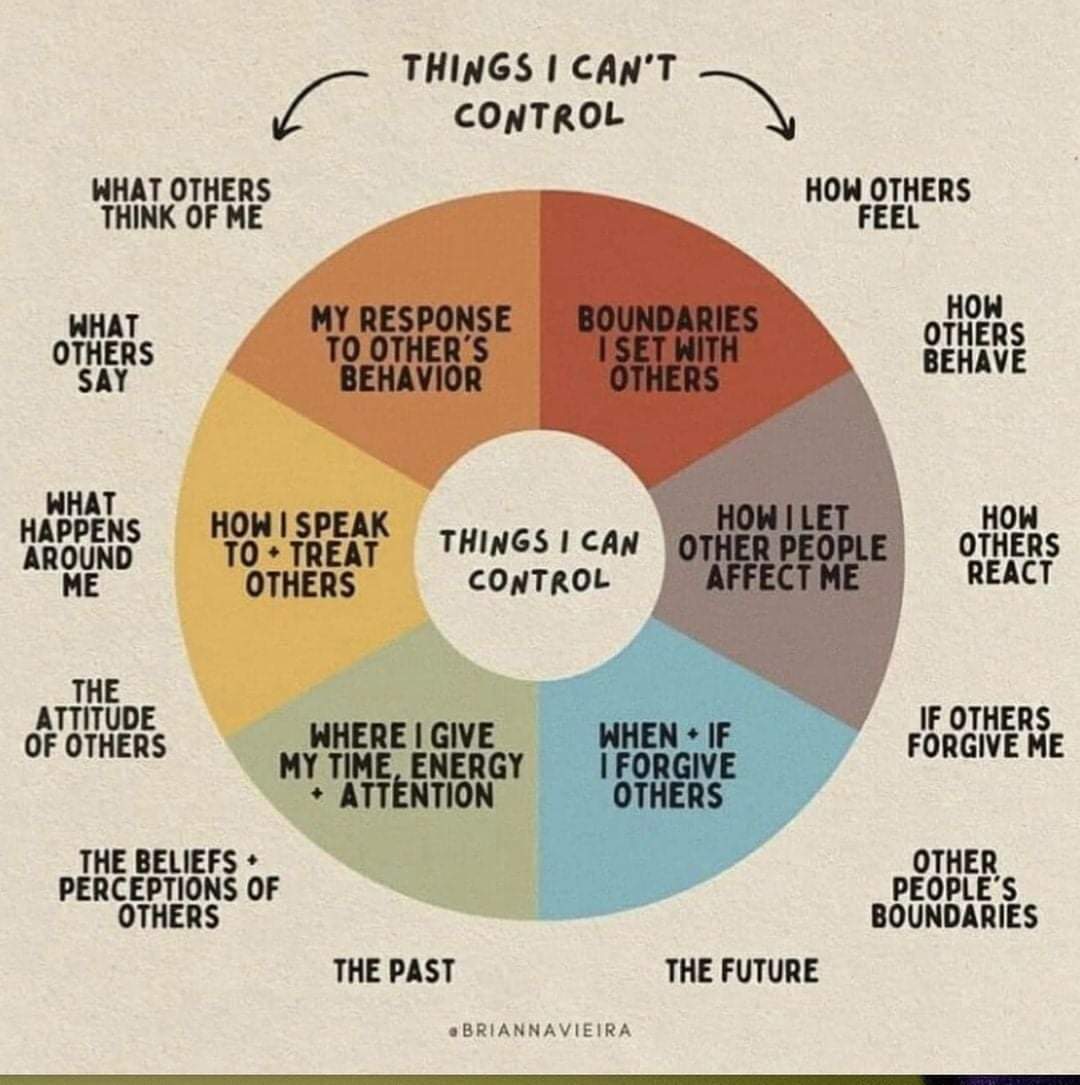 THINGS I CAN'T
CONTROL
WHAT OTHERS
THINK OF ME
HOW OTHERS
FEEL
WHAT
OTHERS
SAY
HOW
OTHERS
BEHAVE
MY RESPONSE
TO OTHER'S
BEHAVIOR
BOUNDARIES
I SET WITH
OTHERS
WHAT
HAPPENS
AROUND
ME
HOW I SPEAK
TO + TREAT
OTHERS
THINGS I CAN
CONTROL
HOW I LET
OTHER PEOPLE
AFFECT ME
HOW
OTHERS
REACT
THE
ATTITUDE
OF OTHERS
WHERE I GIVE
MY TIME, ENERGY
+ ATTENTION
WHEN + IF
I FORGIVE
OTHERS
IF OTHERS
FORGIVE ME
THE BELIEFS +
PERCEPTIONS OF
OTHERS
OTHER
PEOPLE'S
BOUNDARIES
THE PAST
THE FUTURE
@BRIANNAVIEIRA